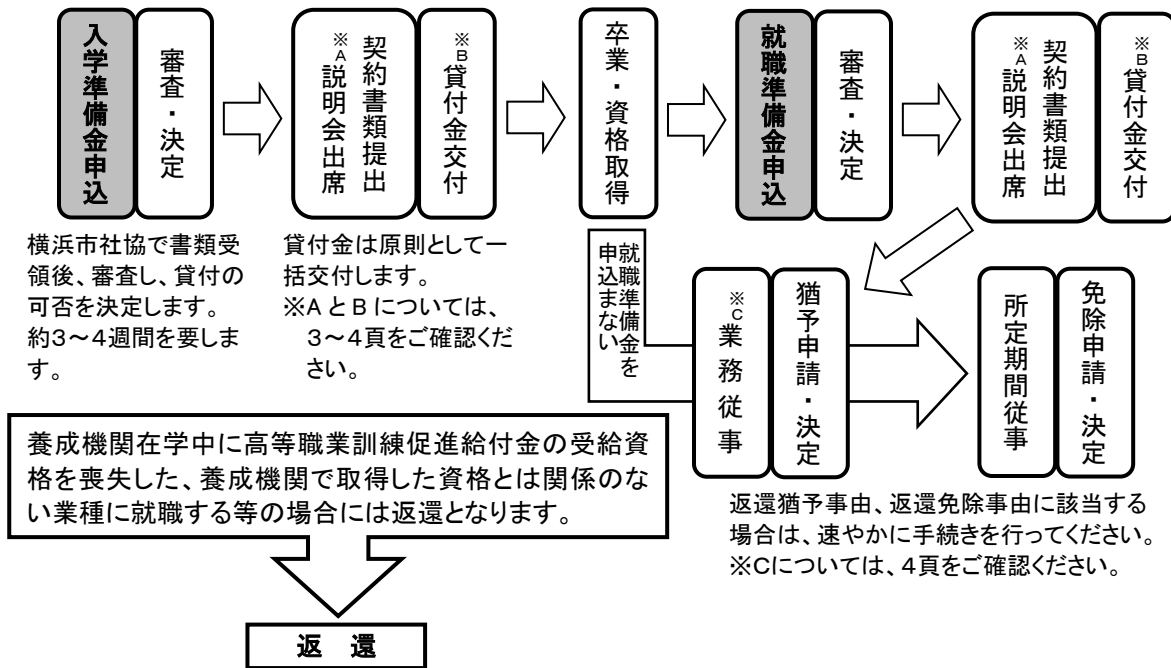 入学準備金申込
審査・決定
契約書類提出
※A説明会出席
※B貸付金交付
卒業・資格取得
就職準備金申込
審査・決定
契約書類提出
※A説明会出席
※B貸付金交付
横浜市社協で書類受
領後、審査し、貸付の
可否を決定します。
約3~4週間を要しま
す。
貸付金は原則として一
括交付します。
※AとBについては、
3~4頁をご確認くだ
さい。
就職準備金を
申込まない
※C業務従事
猶予申請・決定
所定期間従事
免除申請・決定
養成機関在学中に高等職業訓練促進給付金の受給資
格を喪失した、養成機関で取得した資格とは関係のな
い業種に就職する等の場合には返還となります。
返還猶予事由、返還免除事由に該当する
場合は、速やかに手続きを行ってください。
※Cについては、4頁をご確認ください。
返 還